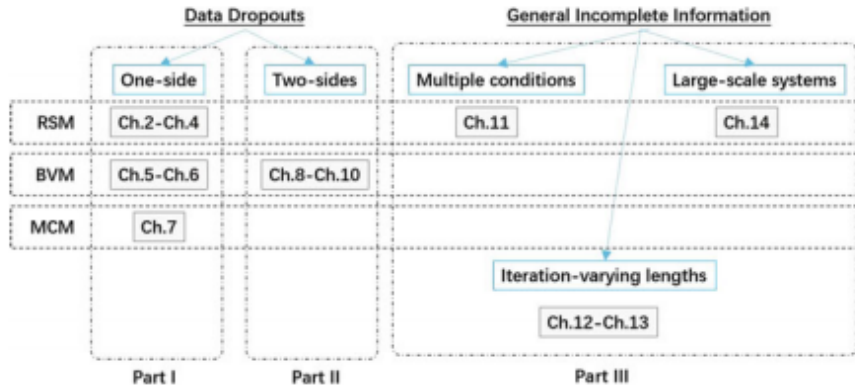 Data Dropouts General Incomplete Information
One-side Two-sides Multiple conditions Large-scale systems
RSM Ch.2-Ch.4 Ch.11 Ch.14
BVM Ch.5-Ch.6 Ch.8-Ch.10
MCM Ch.7
Iteration-varying lengths
Ch.12-Ch.13
Part I Part II Part III